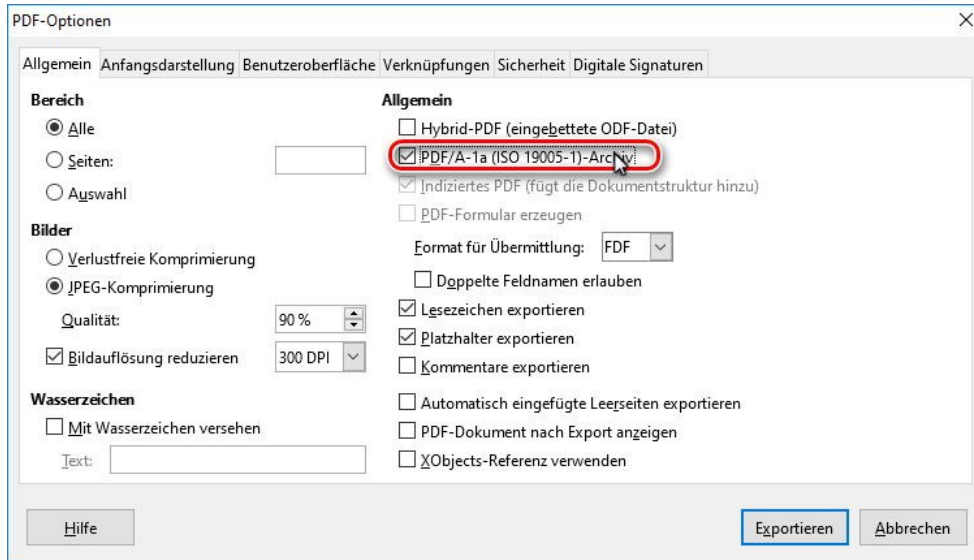 PDF-Optionen
Allgemein Anfangsdarstellung Benutzeroberfläche Verknüpfungen Sicherheit Digitale Signaturen
Bereich
Alle
Seiten:
Auswahl
Bilder
Verlustfreie Komprimierung
JPEG-Komprimierung
Qualität: 90 %
Bildauflösung reduzieren 300 DPI
Wasserzeichen
Mit Wasserzeichen versehen
Text:
Allgemein
Hybrid-PDF (eingebettete ODF-Datei)
PDF/A-1a (ISO 19005-1)-Archiv
Indiziertes PDF (fügt die Dokumentstruktur hinzu)
PDF-Formular erzeugen
Format für Übermittlung: FDF
Doppelte Feldnamen erlauben
Lesezeichen exportieren
Platzhalter exportieren
Kommentare exportieren
Automatisch eingefügte Leerseiten exportieren
PDF-Dokument nach Export anzeigen
XObjects-Referenz verwenden
Hilfe
Exportieren
Abbrechen